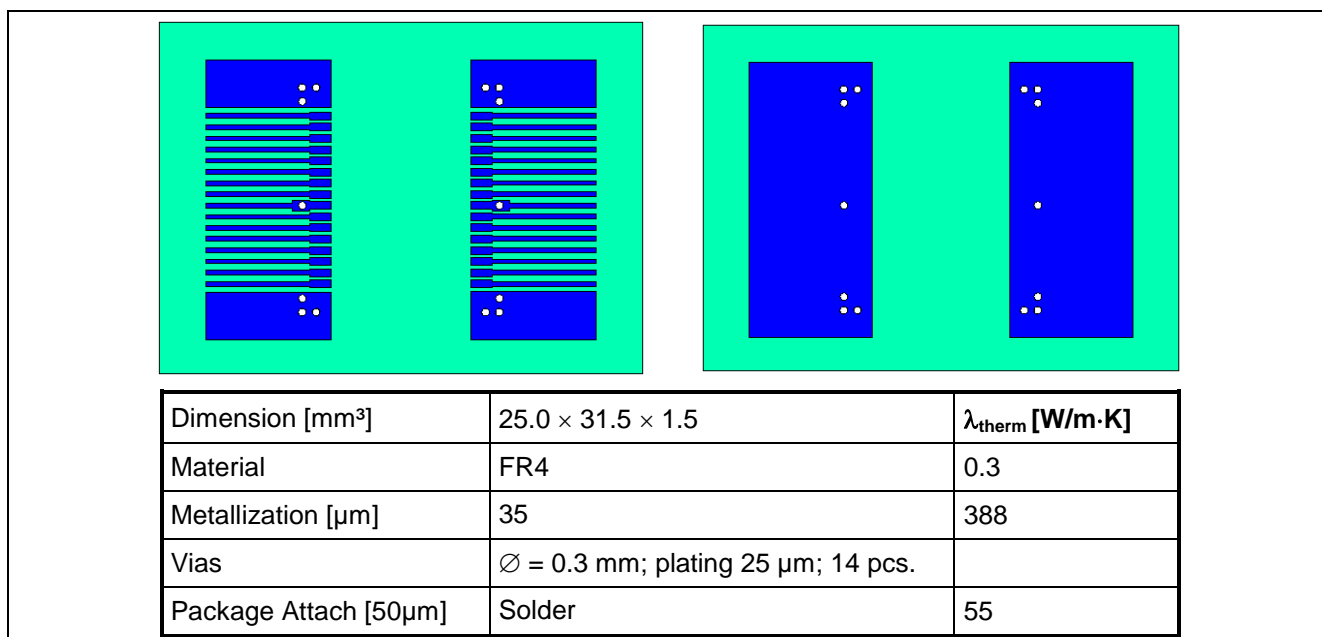 Dimension [mm³] 25.0 × 31.5 × 1.5 λtherm [W/m·K]
Material FR4 0.3
Metallization [µm] 35 388
Vias ∅ = 0.3 mm; plating 25 µm; 14 pcs.
Package Attach [50µm] Solder 55